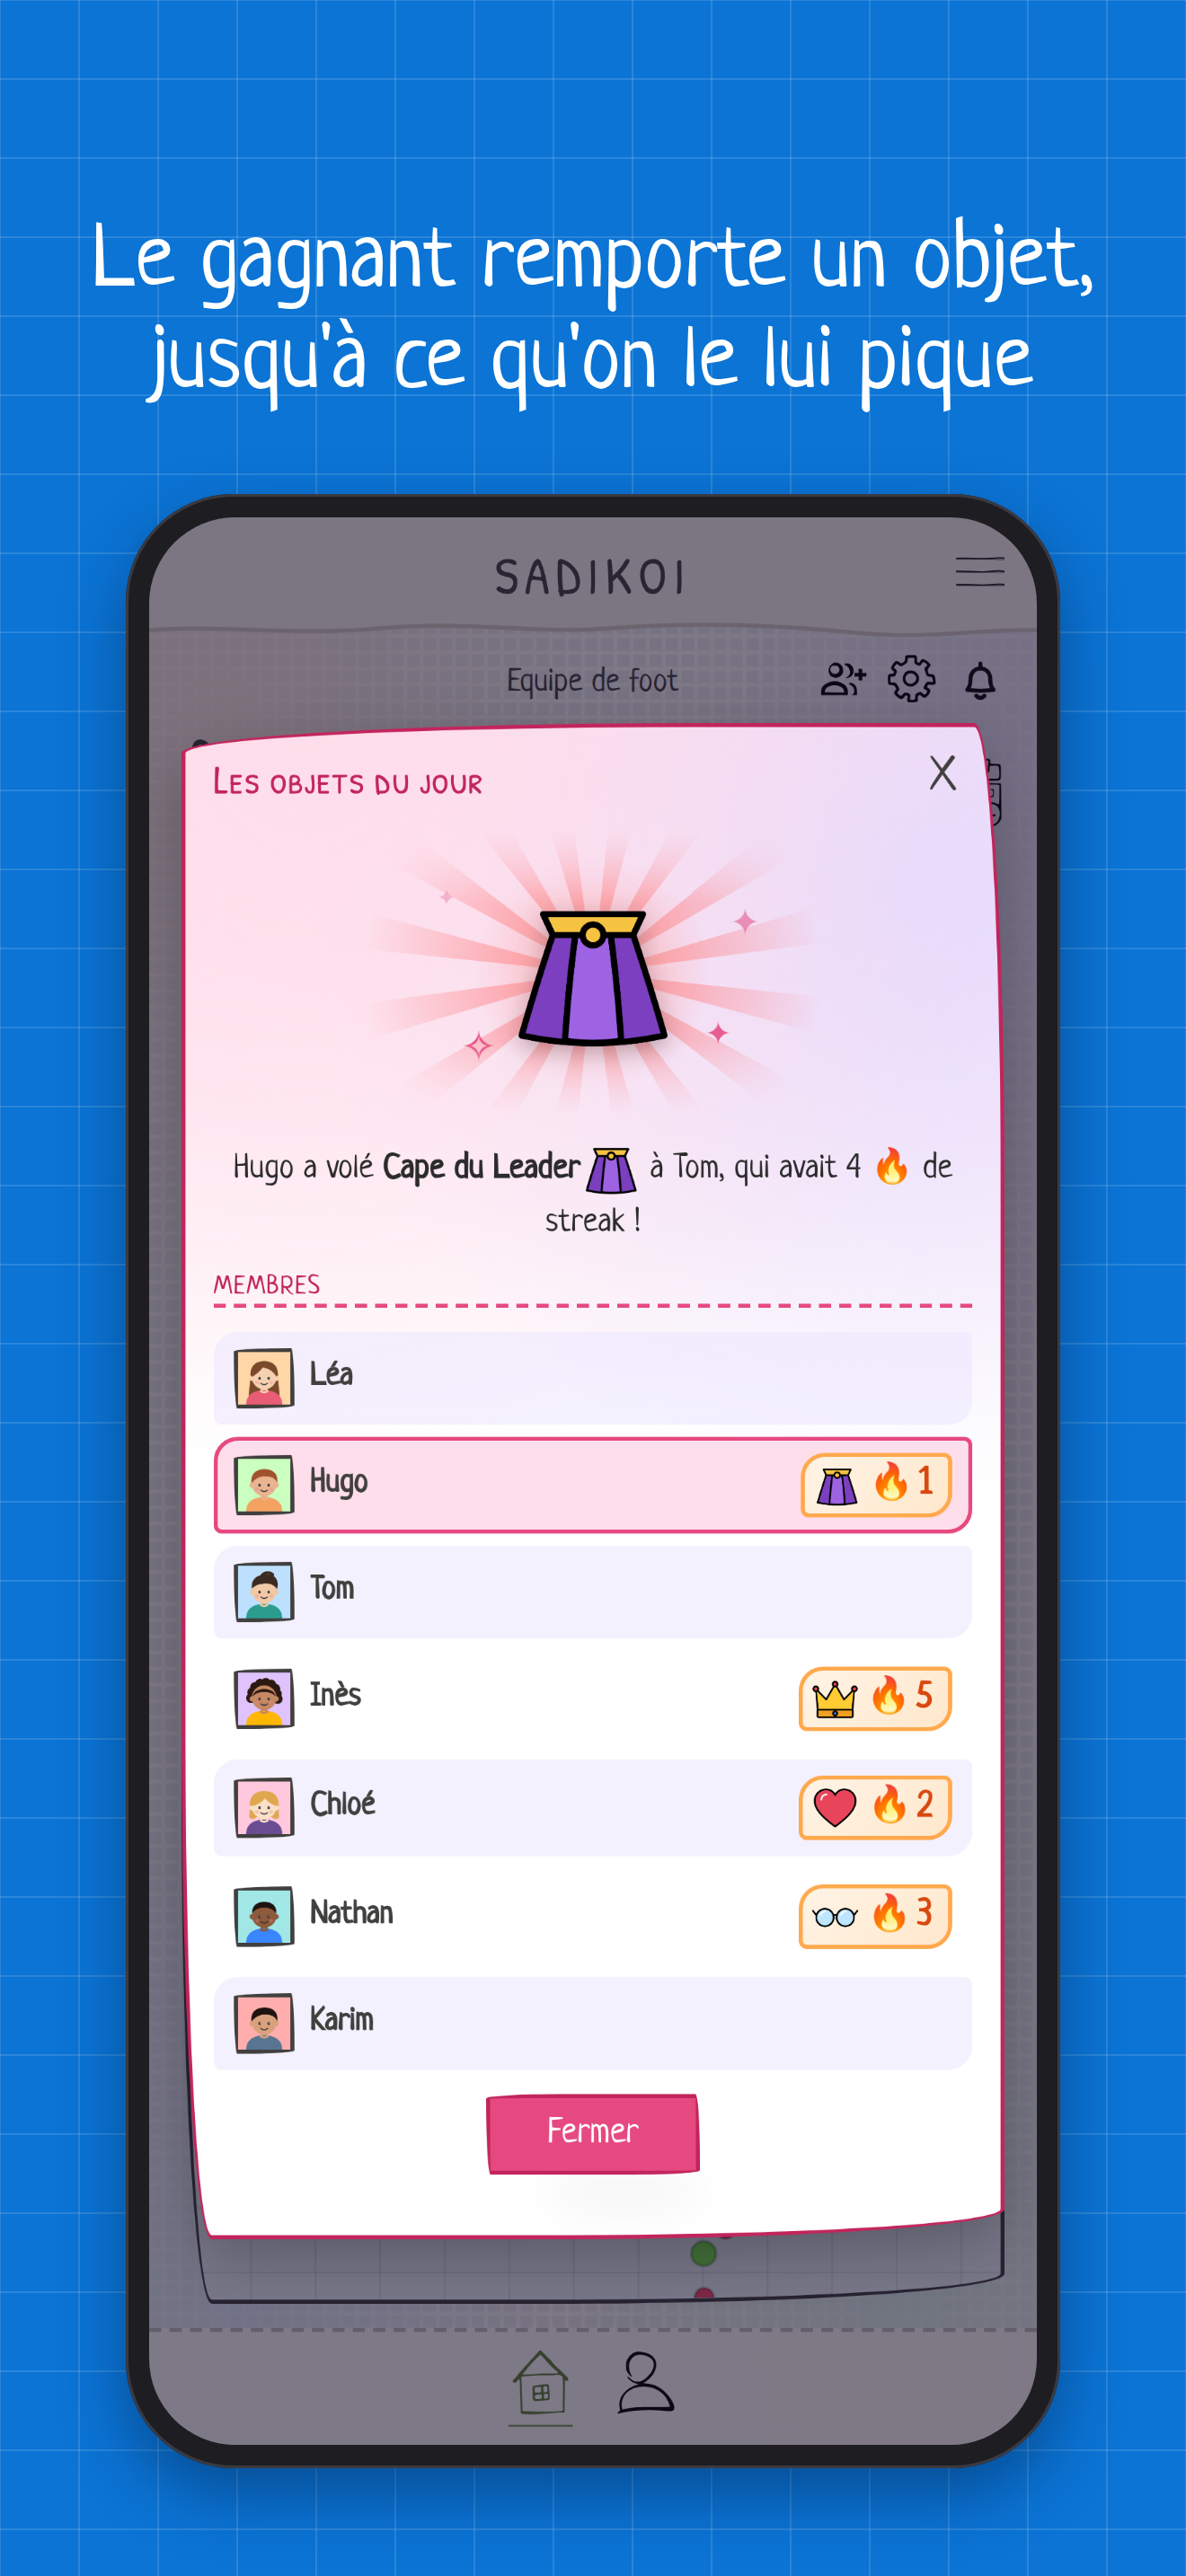 Le gagnant remporte un objet,
jusqu'à ce qu'on le lui pique
SADIKOI
Equipe de foot
Les objets du jour
X
Hugo a volé Cape du Leader à Tom, qui avait 4 🔥 de
streak !
MEMBRES
Léa
Hugo 🔥 1
Tom
Inès 🔥 5
Chloé 🔥 2
Nathan 🔥 3
Karim
Fermer